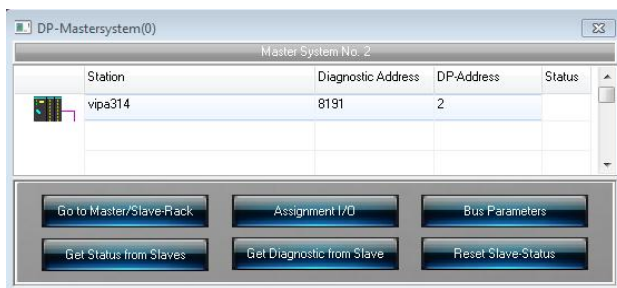 DP-Mastersystem(0)
Master System No. 2
Station Diagnostic Address DP-Address Status
vipa314 8191 2
Go to Master/Slave-Rack Assignment I/O Bus Parameters
Get Status from Slaves Get Diagnostic from Slave Reset Slave-Status